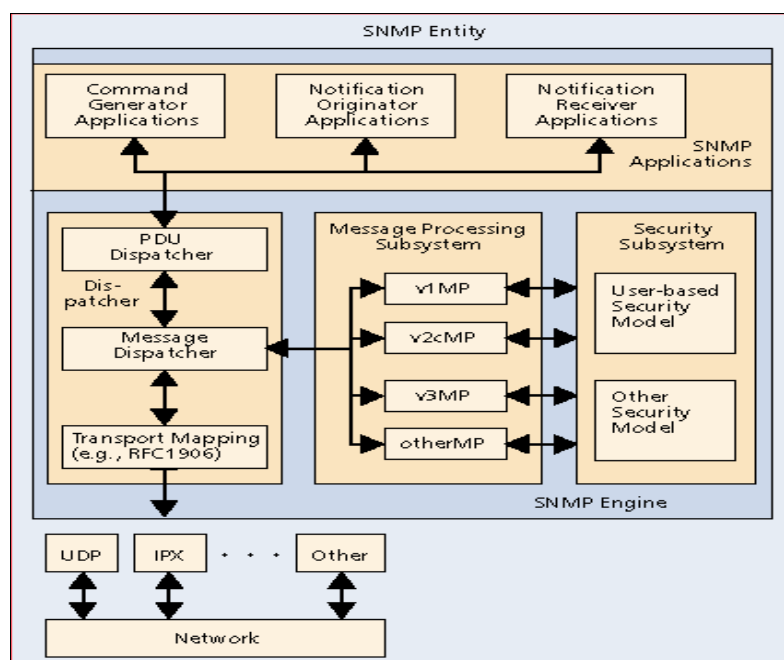 SNMP Entity
Command
Generator
Applications
Notification
Originator
Applications
Notification
Receiver
Applications
SNMP
Applications
PDU
Dispatcher
Dis-
patcher
Message
Dispatcher
Transport Mapping
(e.g., RFC1906)
Message Processing
Subsystem
v1MP
v2cMP
v3MP
otherMP
Security
Subsystem
User-based
Security
Model
Other
Security
Model
SNMP Engine
UDP
IPX
. . .
Other
Network